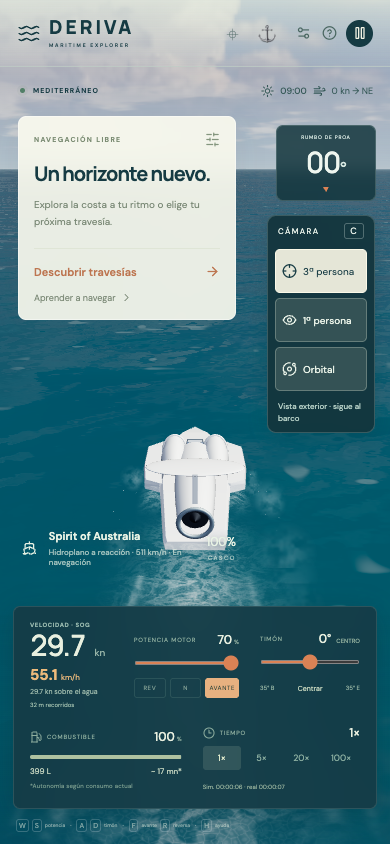 DERIVA
MARITIME EXPLORER
MEDITERRÁNEO
09:00 0 kn → NE
NAVEGACIÓN LIBRE
Un horizonte nuevo.
Explora la costa a tu ritmo o elige tu
próxima travesía.
Descubrir travesías →
Aprender a navegar >
RUMBO DE PROA
00°
CÁMARA C
3ª persona
1ª persona
Orbital
Vista exterior · sigue al
barco
Spirit of Australia
Hidroplano a reacción · 511 km/h · En
navegación
100%
CASCO
VELOCIDAD · SOG
29.7 kn
55.1 km/h
29.7 kn sobre el agua
32 m recorridos
POTENCIA MOTOR 70 %
REV N AVANTE
TIMÓN 0° CENTRO
35° B Centrar 35° E
COMBUSTIBLE 100 %
399 L ~ 17 mn*
*Autonomía según consumo actual
TIEMPO 1×
1× 5× 20× 100×
Sim. 00:00:06 · real 00:00:07
W S potencia · A D timón · F avante R reversa · H ayuda